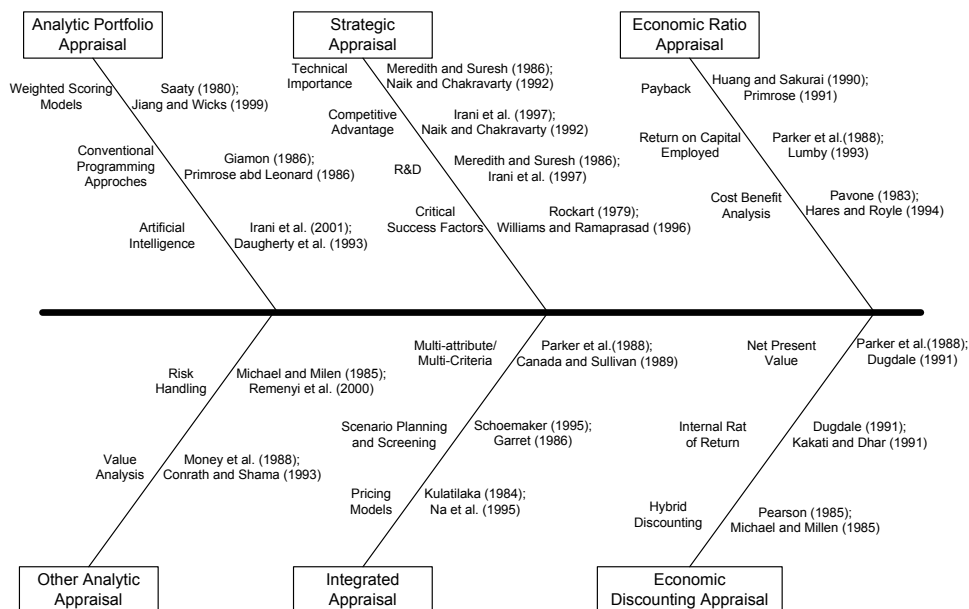 Analytic Portfolio
Appraisal
Weighted Scoring
Models
Saaty (1980);
Jiang and Wicks (1999)
Conventional
Programming
Approches
Giamon (1986);
Primrose abd Leonard (1986)
Artificial
Intelligence
Irani et al. (2001);
Daugherty et al. (1993)
Strategic
Appraisal
Technical
Importance
Meredith and Suresh (1986);
Naik and Chakravarty (1992)
Competitive
Advantage
Irani et al. (1997);
Naik and Chakravarty (1992)
R&D
Meredith and Suresh (1986);
Irani et al. (1997)
Critical
Success Factors
Rockart (1979);
Williams and Ramaprasad (1996)
Economic Ratio
Appraisal
Payback
Huang and Sakurai (1990);
Primrose (1991)
Return on Capital
Employed
Parker et al.(1988);
Lumby (1993)
Cost Benefit
Analysis
Pavone (1983);
Hares and Royle (1994)
Risk
Handling
Michael and Milen (1985);
Remenyi et al. (2000)
Value
Analysis
Money et al. (1988);
Conrath and Shama (1993)
Other Analytic
Appraisal
Multi-attribute/
Multi-Criteria
Parker et al.(1988);
Canada and Sullivan (1989)
Scenario Planning
and Screening
Schoemaker (1995);
Garret (1986)
Pricing
Models
Kulatilaka (1984);
Na et al. (1995)
Integrated
Appraisal
Net Present
Value
Parker et al.(1988);
Dugdale (1991)
Internal Rat
of Return
Dugdale (1991);
Kakati and Dhar (1991)
Hybrid
Discounting
Pearson (1985);
Michael and Millen (1985)
Economic
Discounting Appraisal